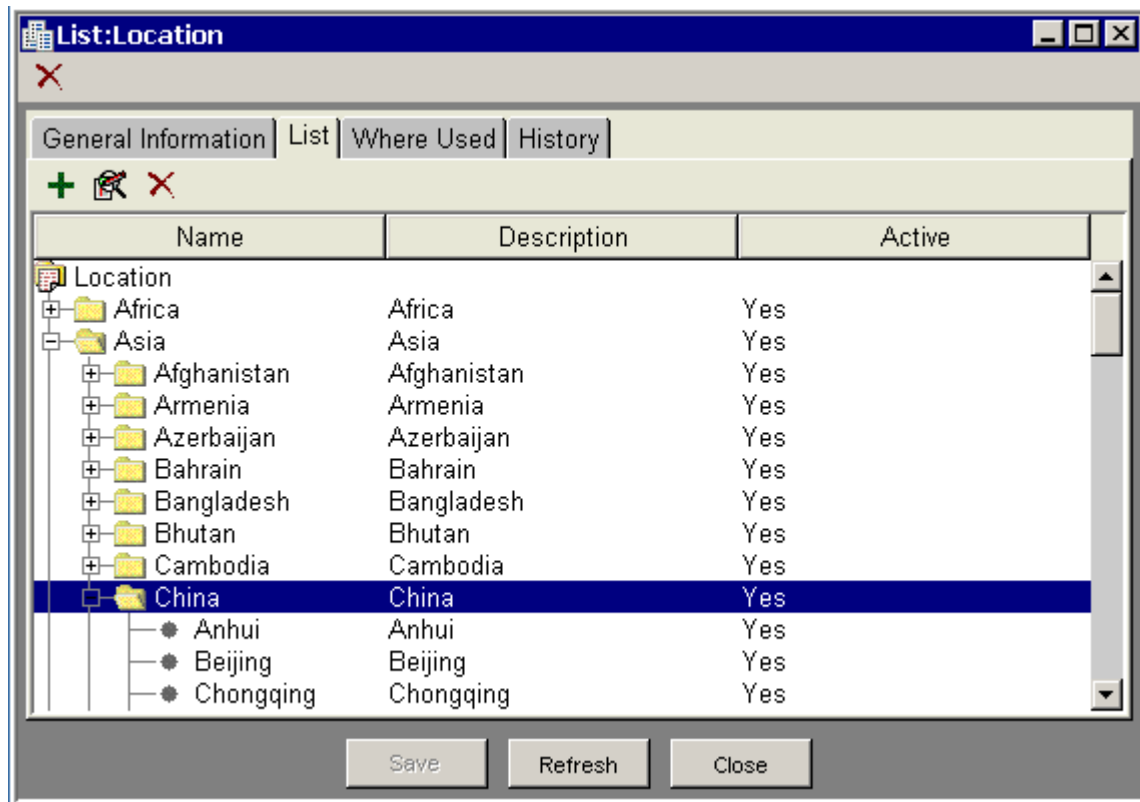 List:Location
General Information List Where Used History
Name Description Active
Location
Africa Africa Yes
Asia Asia Yes
Afghanistan Afghanistan Yes
Armenia Armenia Yes
Azerbaijan Azerbaijan Yes
Bahrain Bahrain Yes
Bangladesh Bangladesh Yes
Bhutan Bhutan Yes
Cambodia Cambodia Yes
China China Yes
Anhui Anhui Yes
Beijing Beijing Yes
Chongqing Chongqing Yes
Save Refresh Close